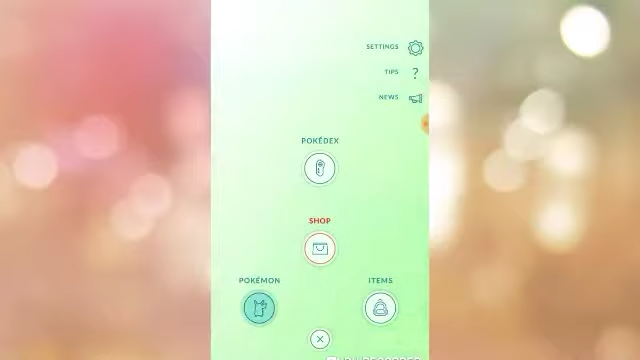 SETTINGS
TIPS ?
NEWS
POKÉDEX
SHOP
POKÉMON
ITEMS